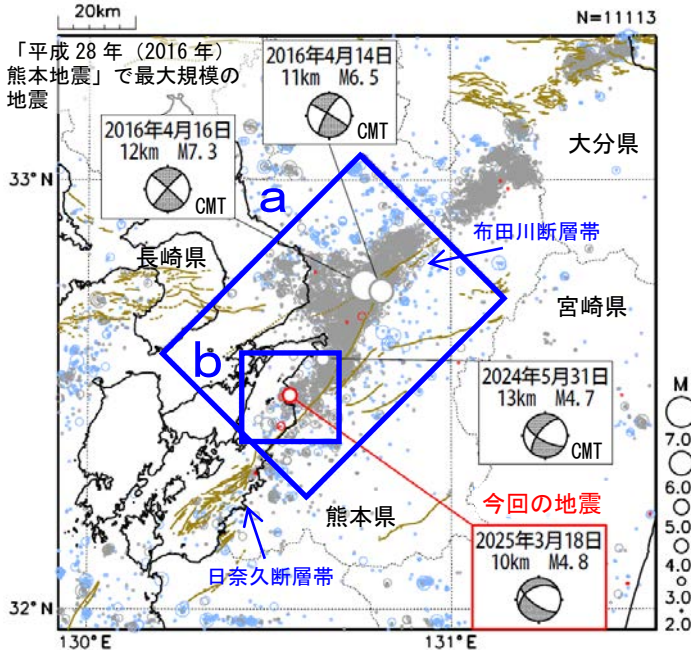 20km
N=11113
「平成 28 年（2016 年）
熊本地震」で最大規模の
地震
2016年4月14日
11km M6.5
CMT
2016年4月16日
12km M7.3
CMT
大分県
33°N
a
布田川断層帯
長崎県
宮崎県
b
2024年5月31日
13km M4.7
CMT
M
7.0
6.0
5.0
4.0
3.0
2.0
今回の地震
熊本県
2025年3月18日
10km M4.8
日奈久断層帯
32°N
130°E
131°E